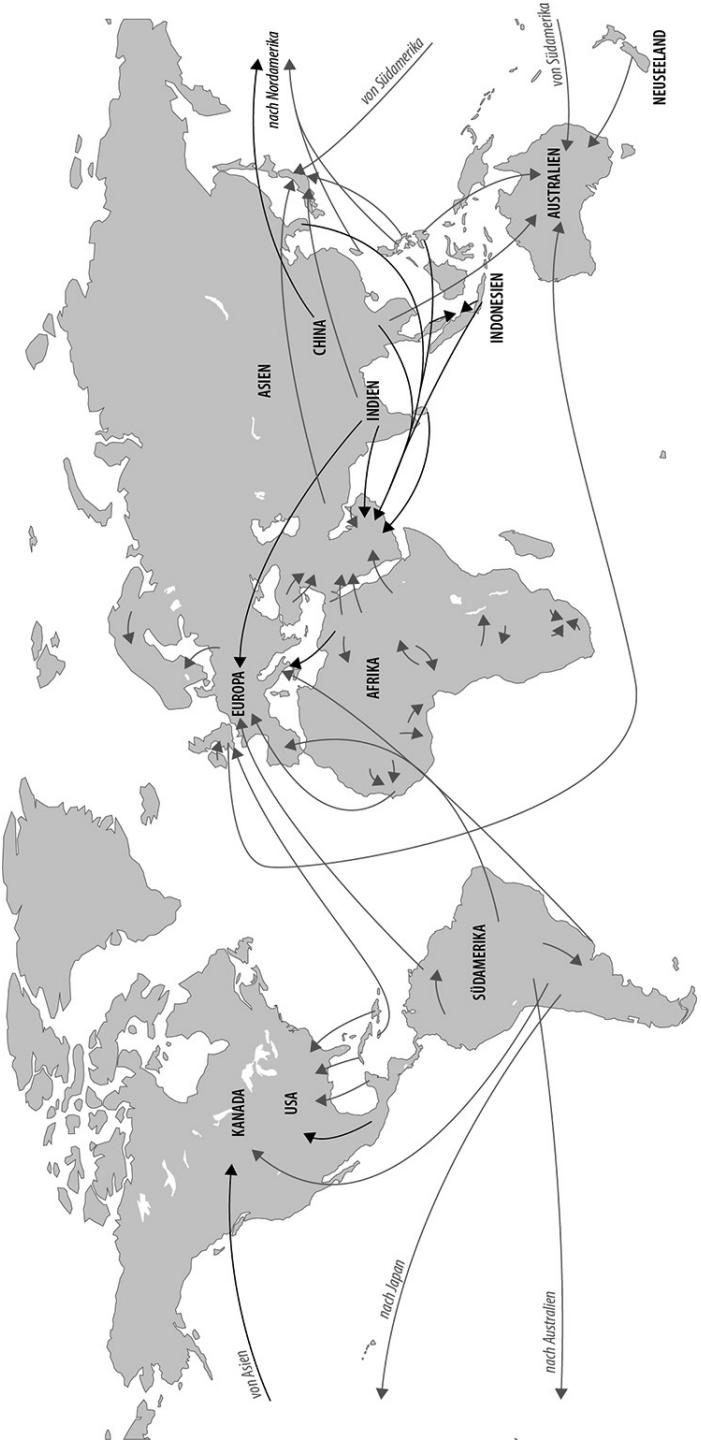 von Asien
nach Japan
nach Australien
KANADA
USA
SÜDAMERIKA
EUROPA
AFRIKA
ASIEN
CHINA
INDIEN
INDONESIEN
nach Nordamerika
von Südamerika
von Südamerika
AUSTRALIEN
NEUSEELAND